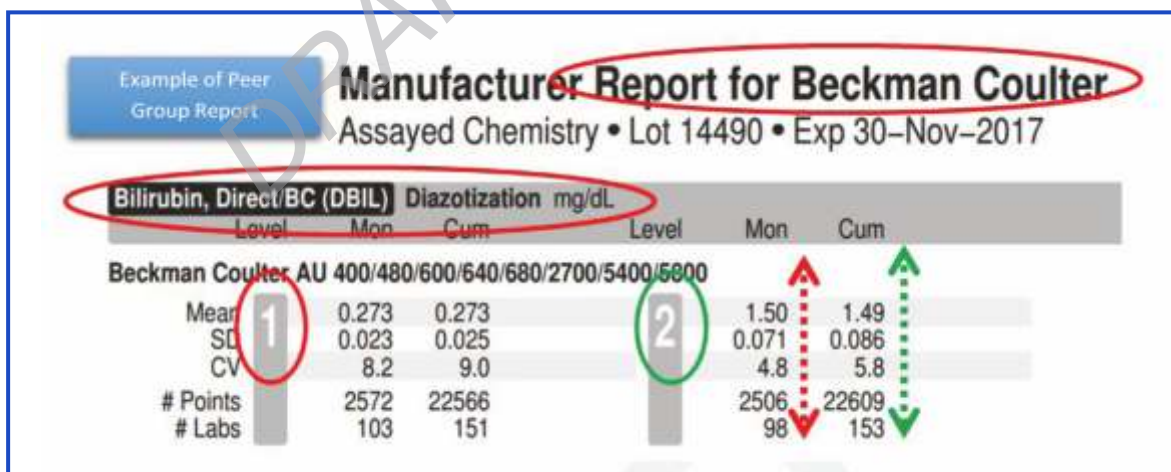 DRA
Example of Peer
Group Report
Manufacturer Report for Beckman Coulter
Assayed Chemistry • Lot 14490 • Exp 30–Nov–2017
Bilirubin, Direct/BC (DBIL) Diazotization mg/dL
Level Mon Cum Level Mon Cum
Beckman Coulter AU 400/480/600/640/680/2700/5400/5800
1 2
Mean 0.273 0.273 1.50 1.49
SD 0.023 0.025 0.071 0.086
CV 8.2 9.0 4.8 5.8
# Points 2572 22566 2506 22609
# Labs 103 151 98 153